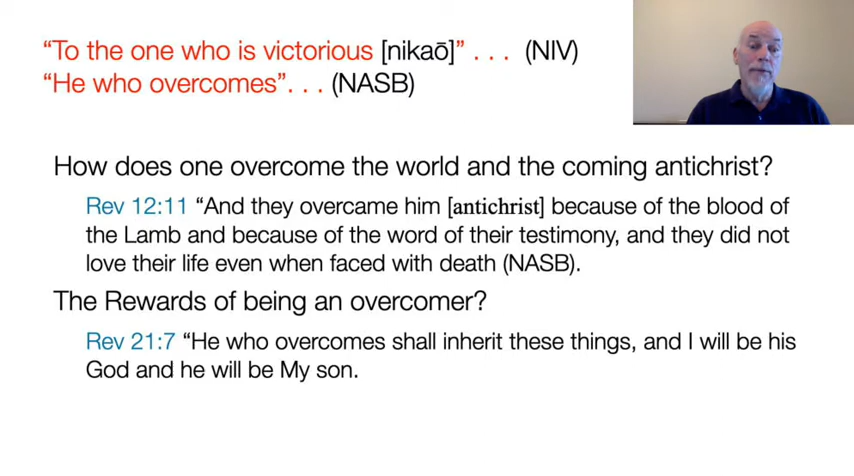 “To the one who is victorious [nikaō]” . . . (NIV)
“He who overcomes”. . . (NASB)
How does one overcome the world and the coming antichrist?
Rev 12:11 “And they overcame him [antichrist] because of the blood of
the Lamb and because of the word of their testimony, and they did not
love their life even when faced with death (NASB).
The Rewards of being an overcomer?
Rev 21:7 “He who overcomes shall inherit these things, and I will be his
God and he will be My son.